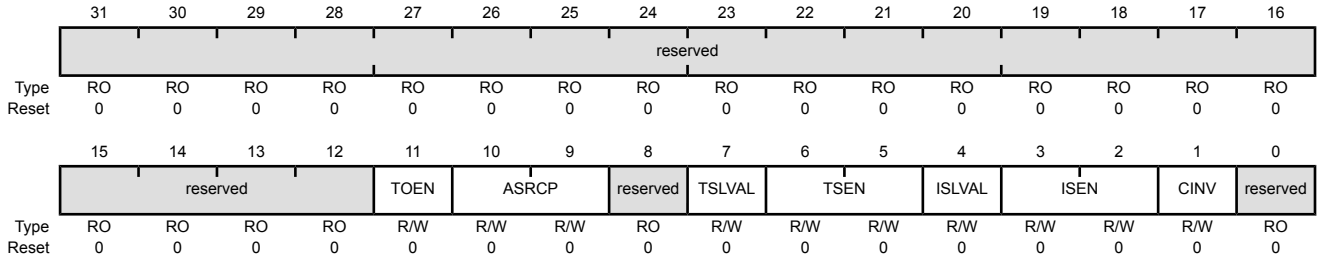 31 30 29 28 27 26 25 24 23 22 21 20 19 18 17 16
reserved
Type RO RO RO RO RO RO RO RO RO RO RO RO RO RO RO RO
Reset 0 0 0 0 0 0 0 0 0 0 0 0 0 0 0 0
15 14 13 12 11 10 9 8 7 6 5 4 3 2 1 0
reserved TOEN ASRCP reserved TSLVAL TSEN ISLVAL ISEN CINV reserved
Type RO RO RO RO R/W R/W R/W RO R/W R/W R/W R/W R/W R/W R/W RO
Reset 0 0 0 0 0 0 0 0 0 0 0 0 0 0 0 0